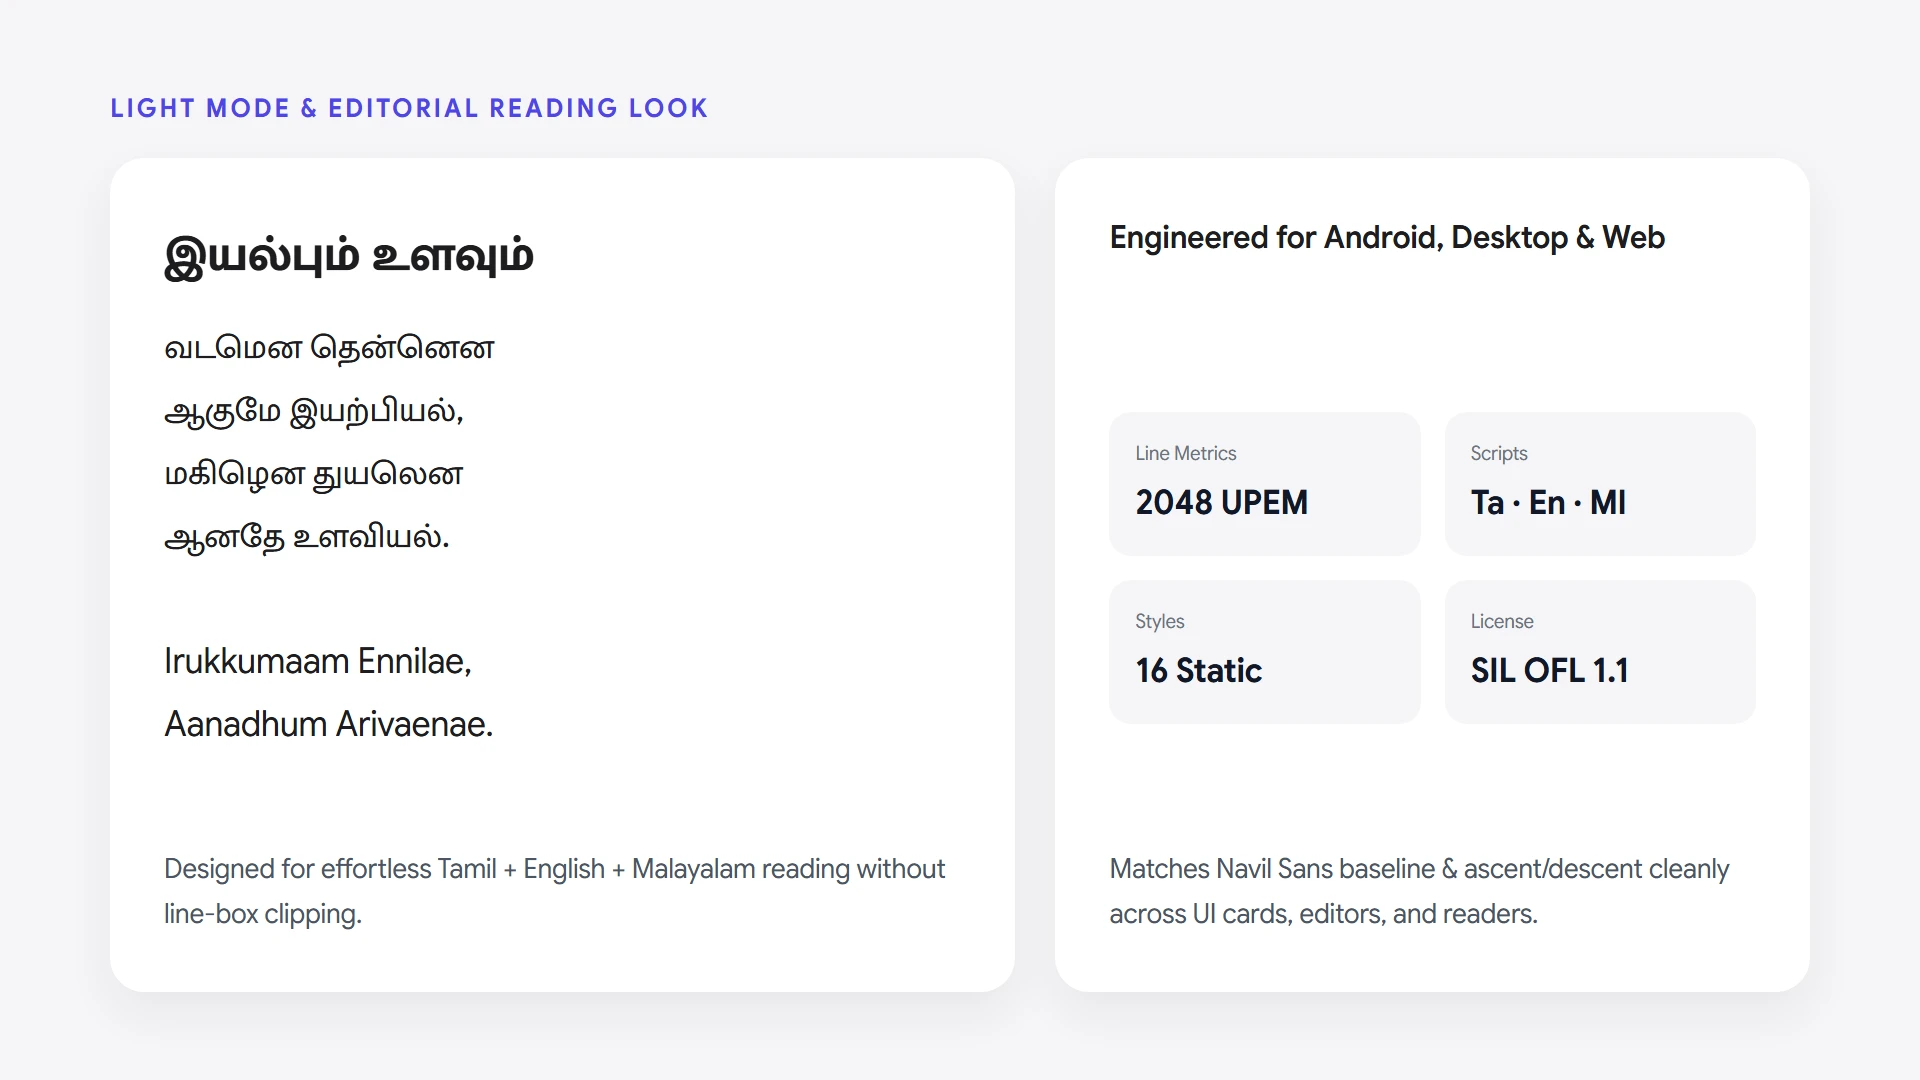 LIGHT MODE & EDITORIAL READING LOOK
இயல்பும் உளவும்
வடமென தென்னென
ஆகுமே இயற்பியல்,
மகிழென துயலென
ஆனதே உளவியல்.
Irukkumaam Ennilae,
Aanadhum Arivaenae.
Designed for effortless Tamil + English + Malayalam reading without
line-box clipping.
Engineered for Android, Desktop & Web
Line Metrics
2048 UPEM
Scripts
Ta · En · Ml
Styles
16 Static
License
SIL OFL 1.1
Matches Navil Sans baseline & ascent/descent cleanly
across UI cards, editors, and readers.